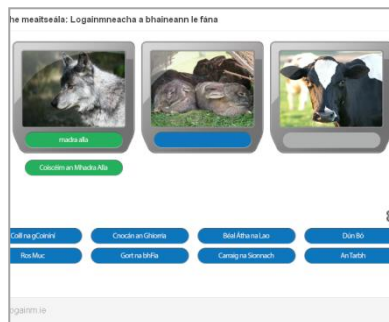 he meaitseála: Logainmneacha a bhaineann le fána
madra alla
Coiscéim an Mhadra Alla
Coill na gCoiníní
Cnocán an Ghiorria
Béal Átha na Lao
Dún Bó
Ros Muc
Gort na bhFia
Carraig na Sionnach
An Tarbh
ogainm.ie